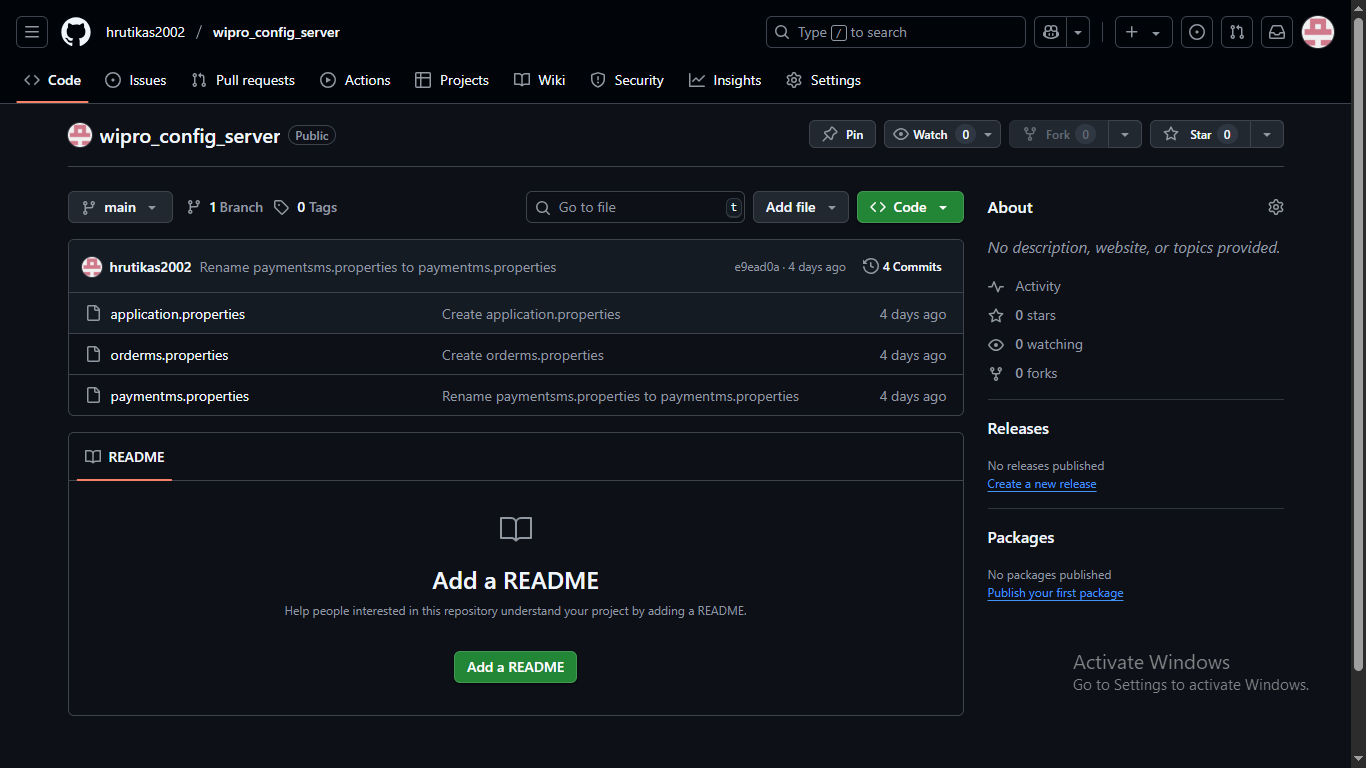 hrutikas2002 / wipro_config_server
Type / to search
Code Issues Pull requests Actions Projects Wiki Security Insights Settings
wipro_config_server Public
Pin Watch 0 Fork 0 Star 0
main 1 Branch 0 Tags
Go to file t Add file Code
hrutikas2002 Rename paymentsms.properties to paymentms.properties e9ead0a · 4 days ago 4 Commits
application.properties Create application.properties 4 days ago
orderms.properties Create orderms.properties 4 days ago
paymentms.properties Rename paymentsms.properties to paymentms.properties 4 days ago
README
Add a README
Help people interested in this repository understand your project by adding a README.
Add a README
About
No description, website, or topics provided.
Activity
0 stars
0 watching
0 forks
Releases
No releases published
Create a new release
Packages
No packages published
Publish your first package
Activate Windows
Go to Settings to activate Windows.